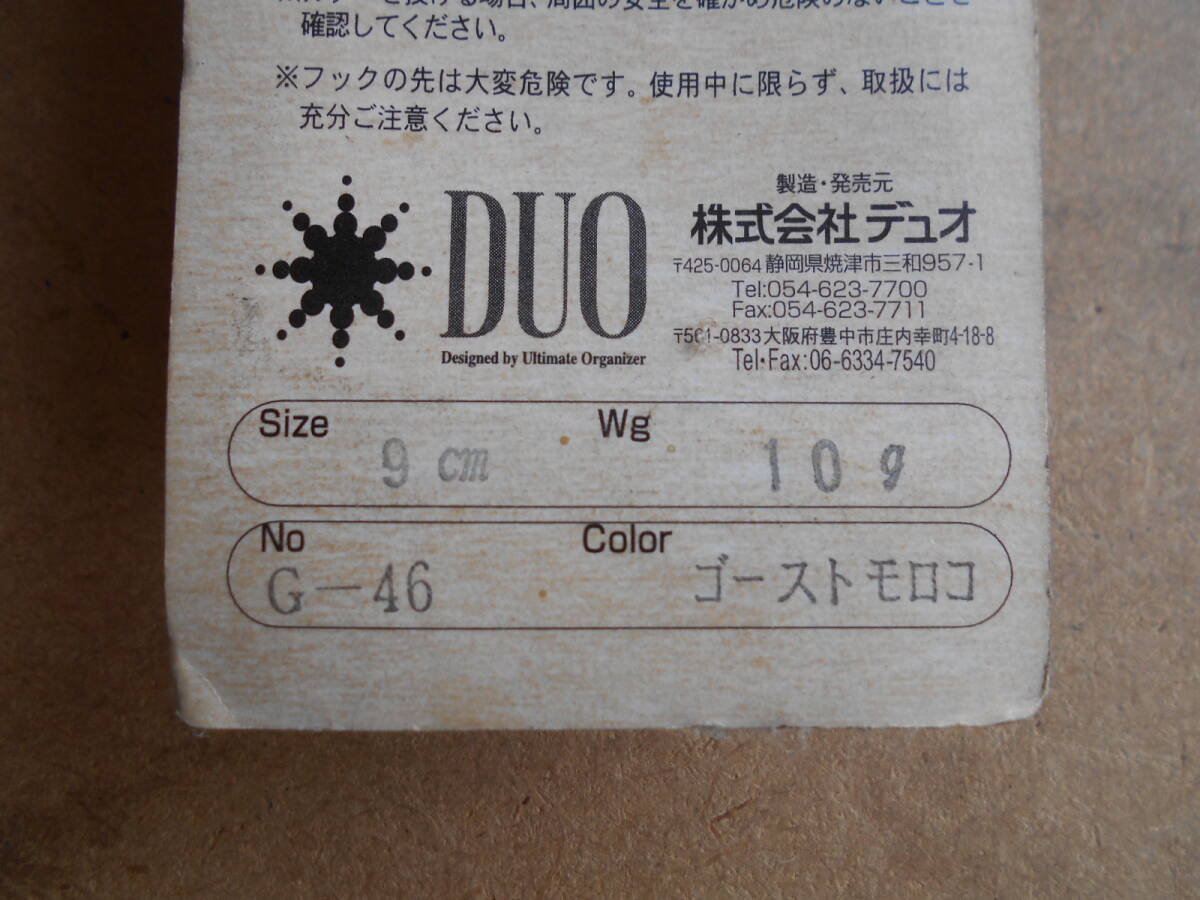 確認してください。
※フックの先は大変危険です。使用中に限らず、取扱には
充分ご注意ください。
DUO
Designed by Ultimate Organizer
製造・発売元
株式会社デュオ
〒425-0064 静岡県焼津市三和957-1
Tel:054-623-7700
Fax:054-623-7711
〒561-0833 大阪府豊中市庄内幸町4-18-8
Tel・Fax:06-6334-7540
Size 9 cm Wg 10g
No G-46 Color ゴーストモロコ